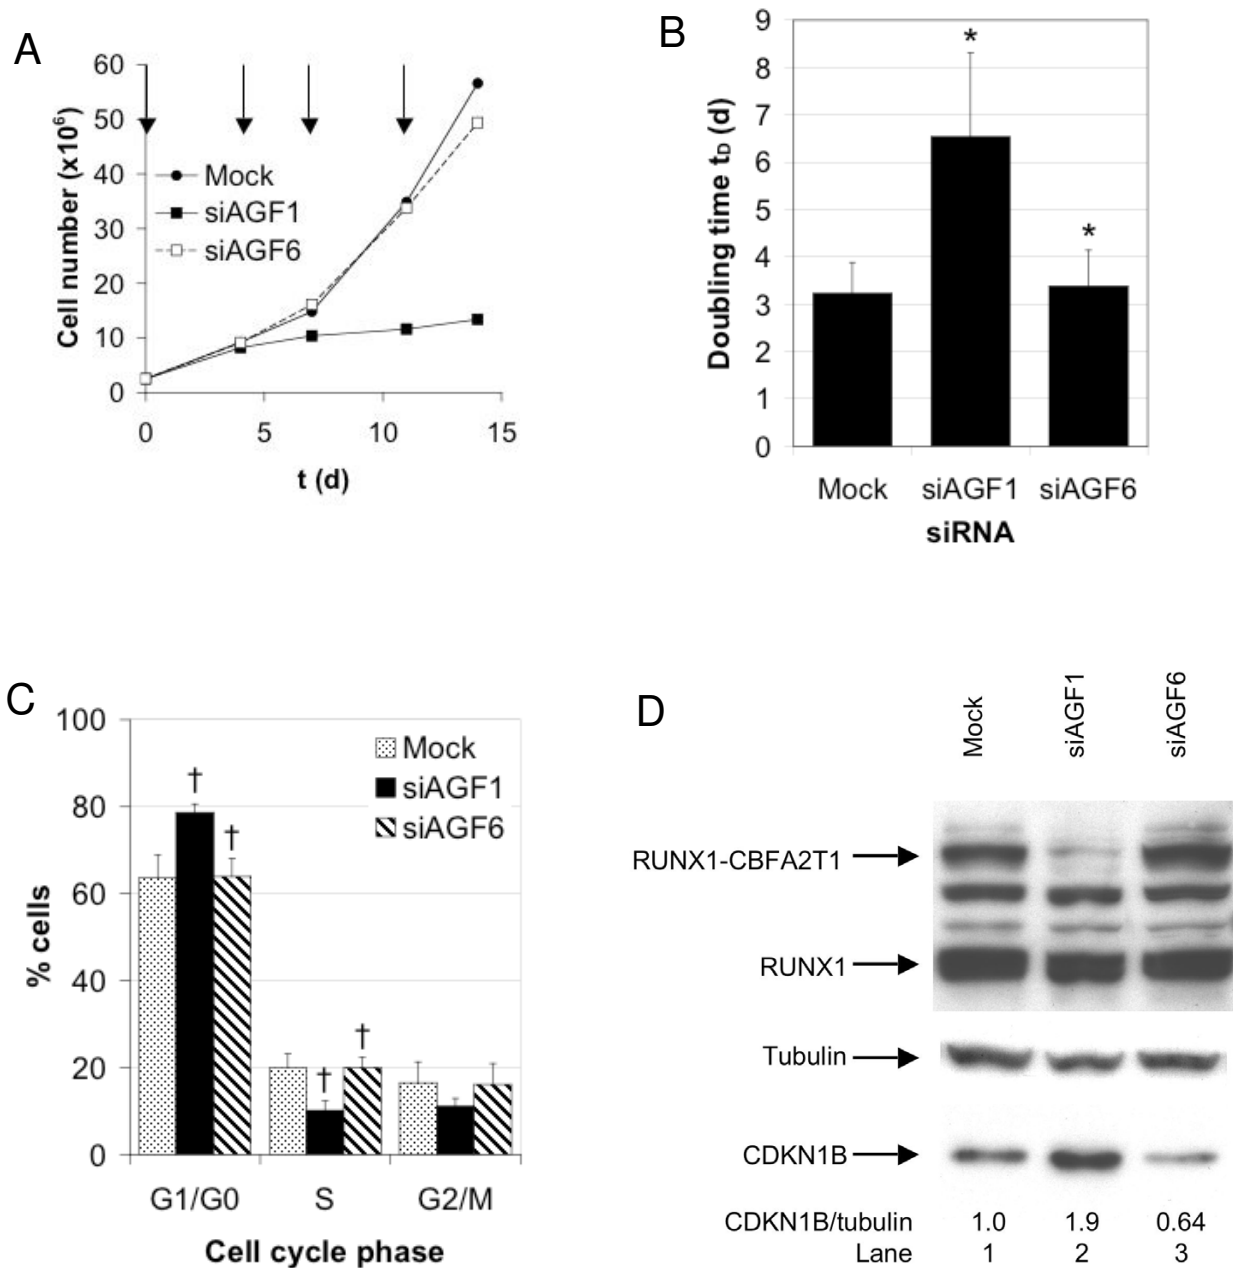 A
60
50
40
30
20
10
0
Cell number (x10⁶)
Mock
siAGF1
siAGF6
0 5 10 15
t (d)
B
9
8
7
6
5
4
3
2
1
0
Doubling time tD (d)
*
*
Mock siAGF1 siAGF6
siRNA
C
100
80
60
40
20
0
% cells
Mock
siAGF1
siAGF6
†
†
†
†
G1/G0 S G2/M
Cell cycle phase
D
Mock siAGF1 siAGF6
RUNX1-CBFA2T1
RUNX1
Tubulin
CDKN1B
CDKN1B/tubulin 1.0 1.9 0.64
Lane 1 2 3